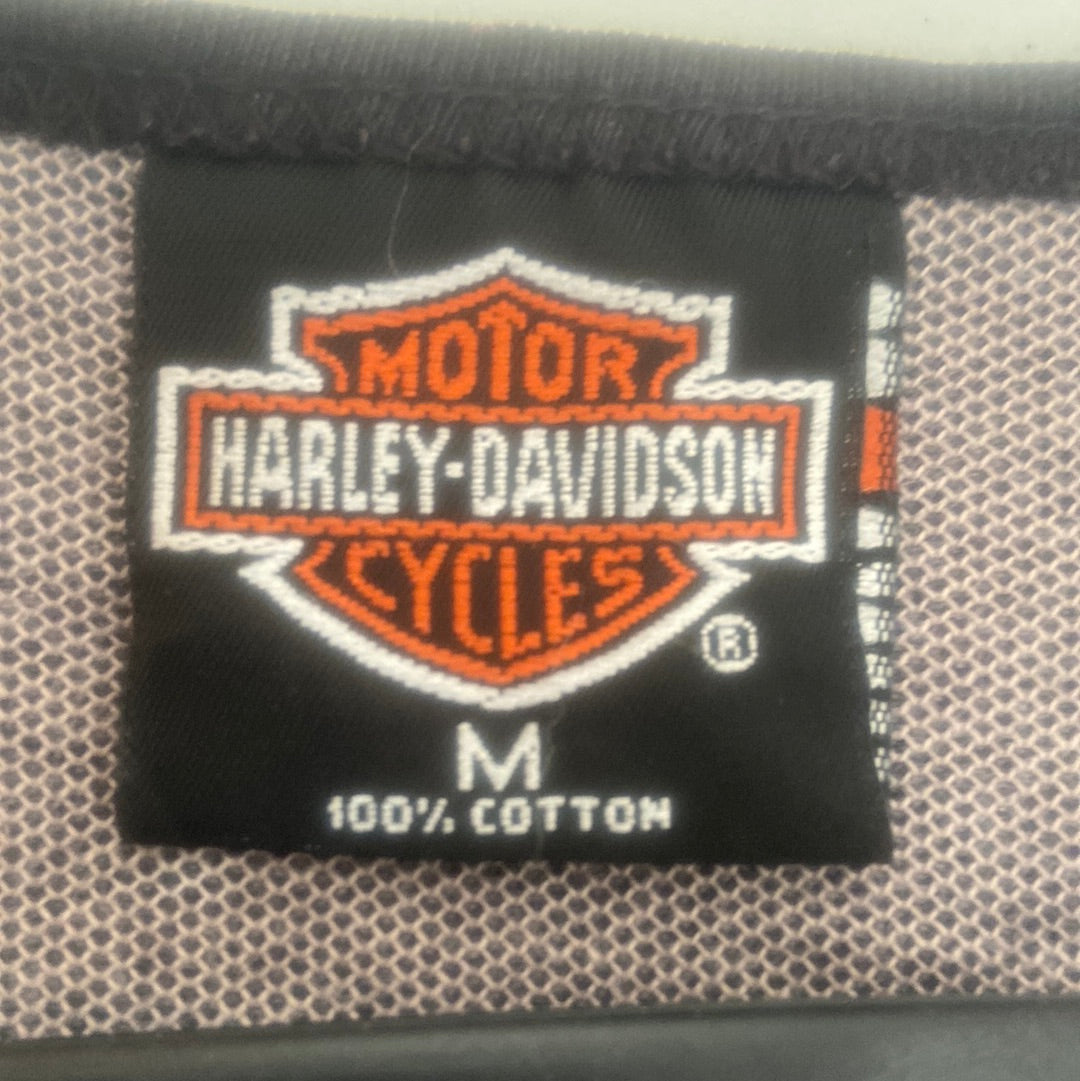 MOTOR
HARLEY-DAVIDSON
CYCLES
®
M
100% COTTON